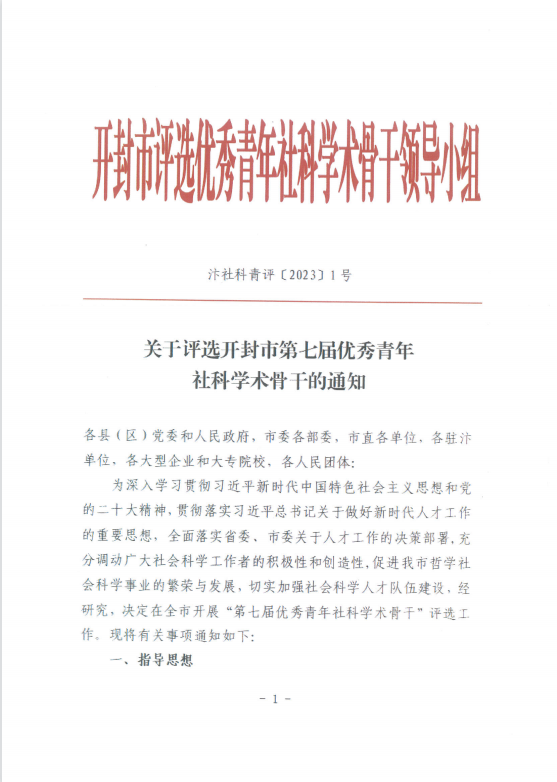 开封市评选优秀青年社科学术骨干领导小组
汴社科青评〔2023〕1号
关于评选开封市第七届优秀青年
社科学术骨干的通知
各县（区）党委和人民政府，市委各部委、市直各单位，各驻汴
单位，各大型企业和大专院校，各人民团体：
为深入学习贯彻习近平新时代中国特色社会主义思想和党
的二十大精神，贯彻落实习近平总书记关于做好新时代人才工作
的重要思想，全面落实省委、市委关于人才工作的决策部署，充
分调动广大社会科学工作者的积极性和创造性，促进我市哲学社
会科学事业的繁荣与发展，切实加强社会科学人才队伍建设，经
研究，决定在全市开展“第七届优秀青年社科学术骨干”评选工
作。现将有关事项通知如下：
一、指导思想
- 1 -